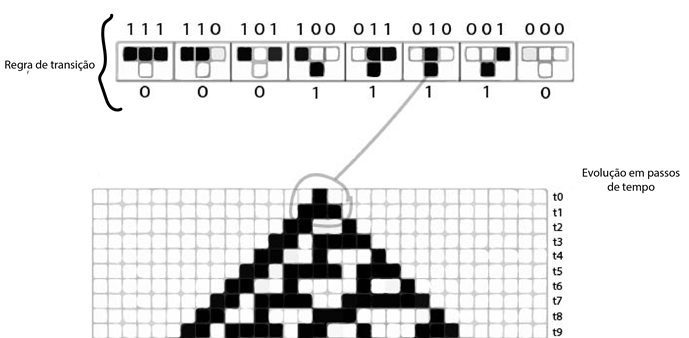 111 110 101 100 011 010 001 000
Regra de transição
0 0 0 1 1 1 1 0
Evolução em passos
de tempo
t0
t1
t2
t3
t4
t5
t6
t7
t8
t9